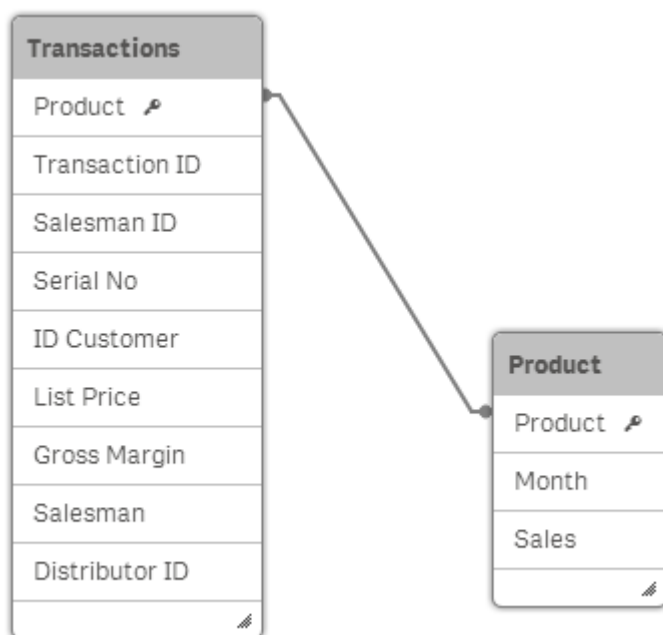 Transactions
Product
Transaction ID
Salesman ID
Serial No
ID Customer
List Price
Gross Margin
Salesman
Distributor ID
Product
Product
Month
Sales